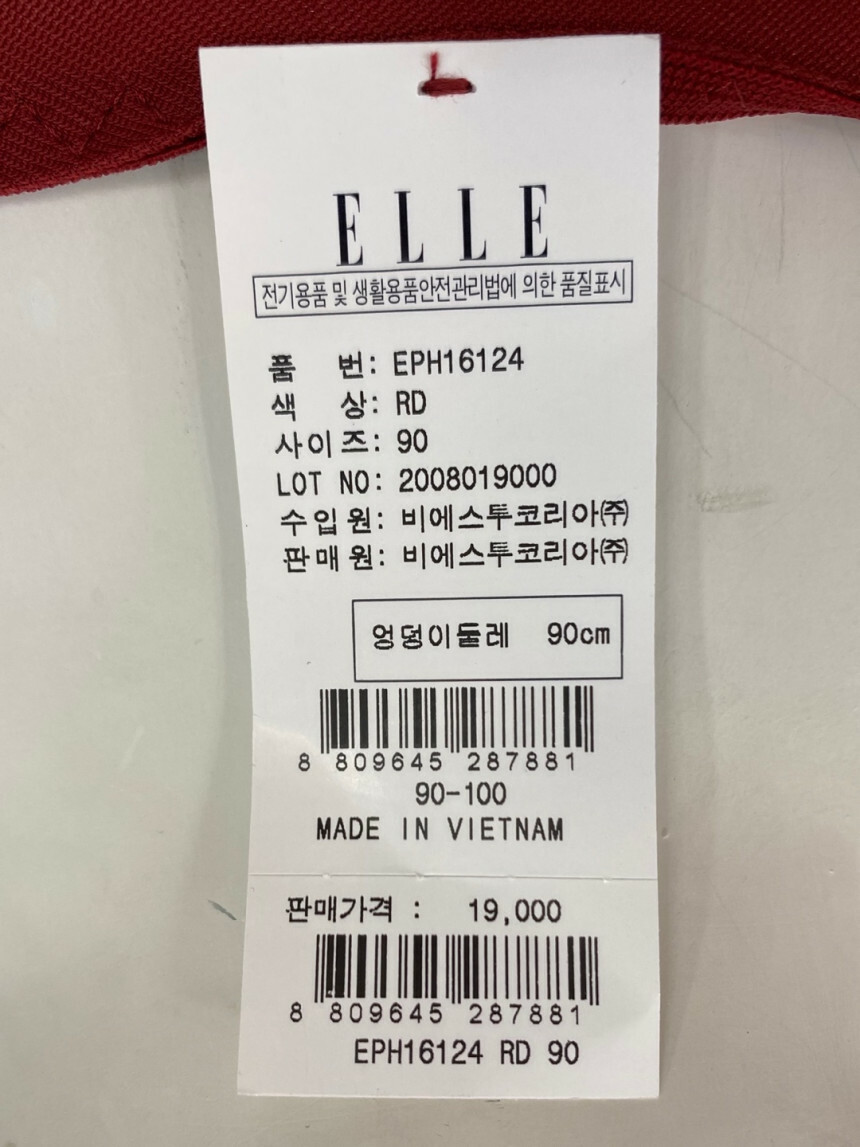 ELLE
전기용품 및 생활용품안전관리법에 의한 품질표시
품 번: EPH16124
색 상: RD
사이즈: 90
LOT NO: 2008019000
수입원: 비에스투코리아㈜
판매원: 비에스투코리아㈜
엉덩이둘레 90cm
8 809645 287881
90-100
MADE IN VIETNAM
판매가격 : 19,000
8 809645 287881
EPH16124 RD 90